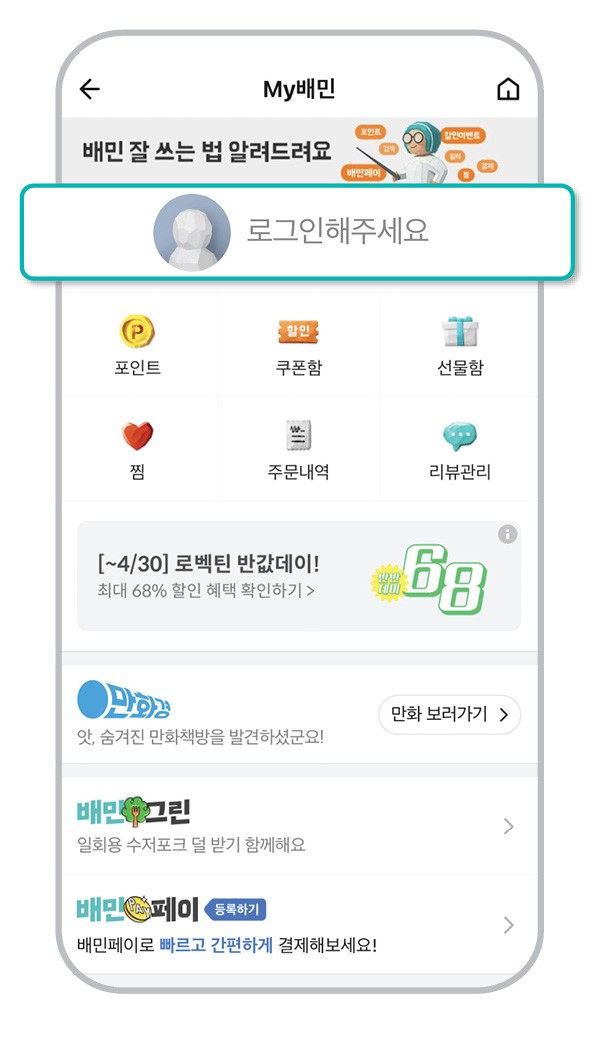 My배민
배민 잘 쓰는 법 알려드려요
포인트
할인이벤트
검색
알림
결제
배민페이
찜
로그인해주세요
P
할인
포인트
쿠폰함
선물함
찜
주문내역
리뷰관리
[~4/30] 로벡틴 반값데이!
최대 68% 할인 혜택 확인하기 >
반반
데이
68
만화경
만화 보러가기
앗, 숨겨진 만화책방을 발견하셨군요!
배민그린
일회용 수저포크 덜 받기 함께해요
배민PAY페이 등록하기
배민페이로 빠르고 간편하게 결제해보세요!